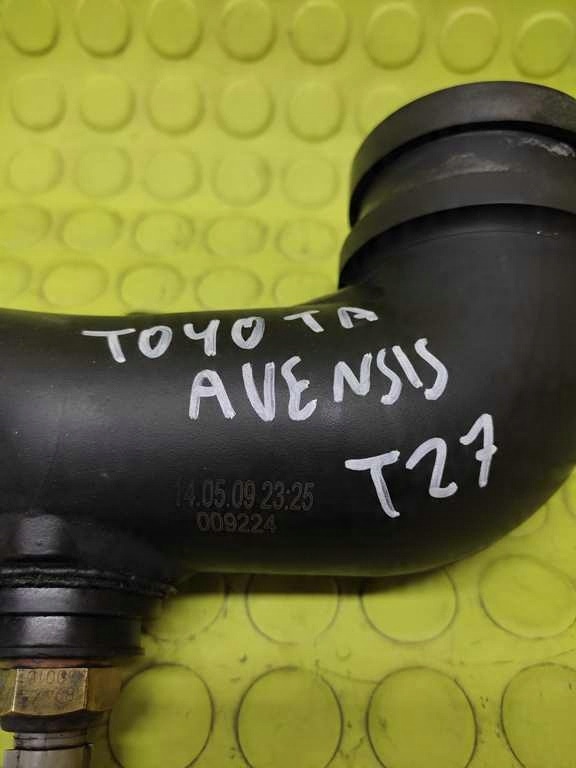 TOYOTA
AVENSIS
T27
14.05.09 23:25
009224